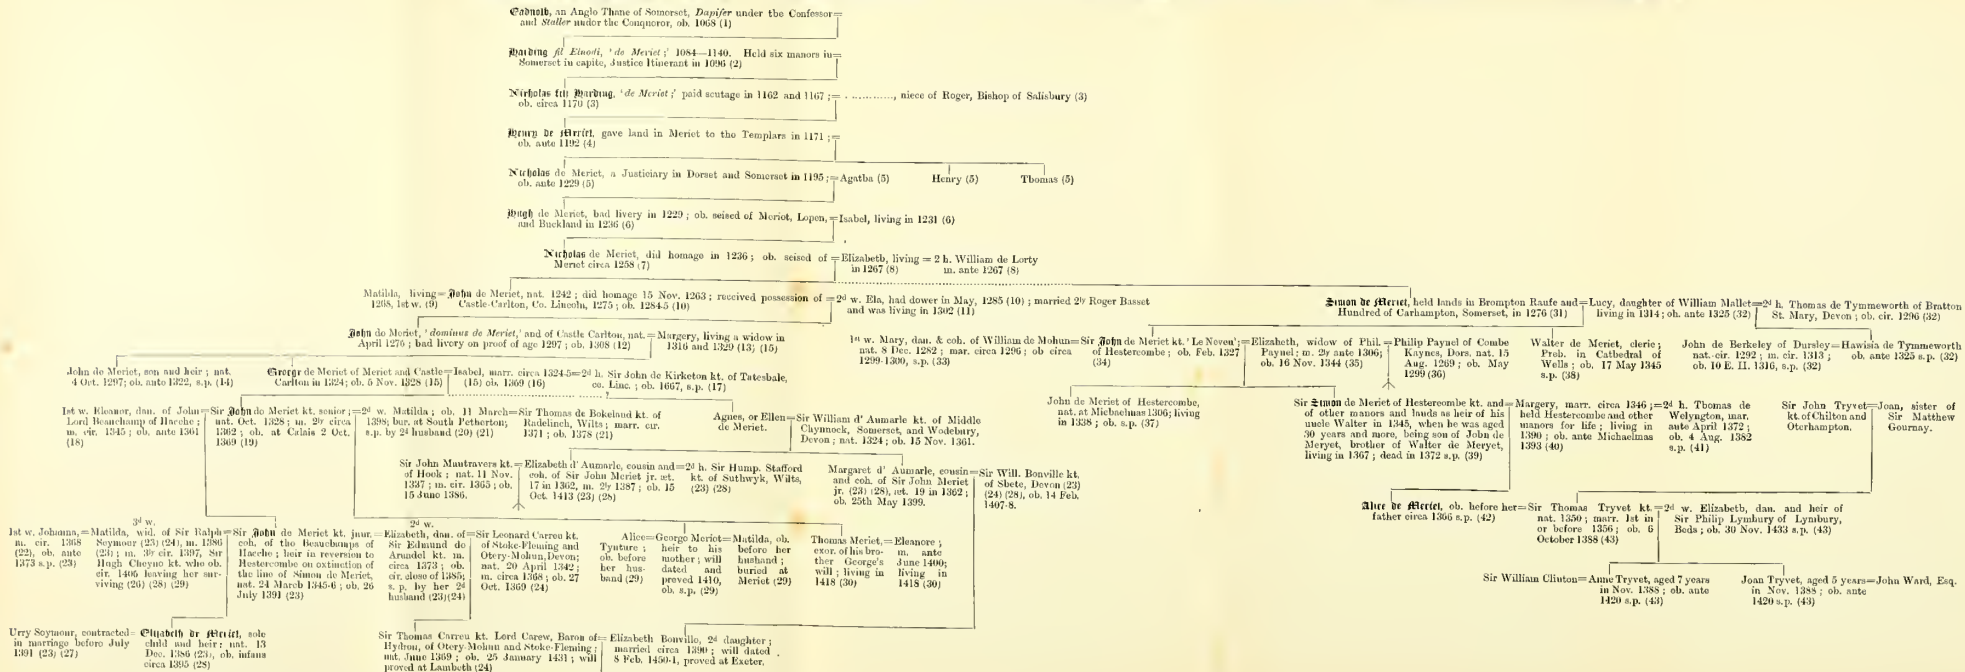 Eadnoth, an Anglo Thane of Somerset, Dapifer under the Confessor=
and Staller under the Conqueror, ob. 1068 (1)
Harding fil Elnodi, 'de Meriet;' 1084—1140. Held six manors in=
Somerset in capite, Justice Itinerant in 1096 (2)
Nicholas fil Harding, 'de Meriet;' paid scutage in 1162 and 1167 ;= ............, niece of Roger, Bishop of Salisbury (3)
ob. circa 1170 (3)
Henry de Meriet, gave land in Meriet to the Templars in 1171 ;=
ob. ante 1192 (4)
Nicholas de Meriet, a Justiciary in Dorset and Somerset in 1195 ;=Agatha (5) Henry (5) Thomas (5)
ob. ante 1229 (5)
Hugh de Meriet, had livery in 1229 ; ob. seised of Meriet, Lopen,=Isabel, living in 1231 (6)
and Buckland in 1236 (6)
Nicholas de Meriet, did homage in 1236 ; ob. seised of =Elizabeth, living = 2 h. William de Lorty
Meriet circa 1258 (7) in 1267 (8) m. ante 1267 (8)
Matilda, living=John de Meriet, nat. 1242 ; did homage 15 Nov. 1263 ; received possession of =2d w. Ela, had dower in May, 1285 (10) ; married 2ly Roger Basset
1268, 1st w. (9) Castle-Carlton, Co. Lincoln, 1275 ; ob. 1284-5 (10) and was living in 1302 (11)
Simon de Meriet, held lands in Brompton Raufe and=Lucy, daughter of William Mallet=2d h. Thomas de Tymmeworth of Bratton
Hundred of Carhampton, Somerset, in 1276 (31) living in 1314; ob. ante 1325 (32) St. Mary, Devon ; ob. cir. 1296 (32)
John de Meriet, 'dominus de Meriet,' and of Castle Carlton, nat.=Margery, living a widow in
April 1276 ; had livery on proof of age 1297 ; ob. 1308 (12) 1316 and 1329 (13) (15)
1st w. Mary, dau. & coh. of William de Mohun=Sir John de Meriet kt. 'Le Neveu';=Elizabeth, widow of Phil.=Philip Paynel of Combe
nat. 8 Dec. 1282 ; mar. circa 1296 ; ob circa of Hestercombe ; ob. Feb. 1327 Paynel ; m. 2ly ante 1306; Kaynes, Dors. nat. 15
1299-1300, s.p. (33) (34) ob. 16 Nov. 1344 (35) Aug. 1269 ; ob. May
1299 (36)
Walter de Meriet, cleric ;
Preb. in Cathedral of
Wells ; ob. 17 May 1345
s.p. (38)
John de Berkeley of Dursley=Hawisia de Tymmeworth
nat. cir. 1292 ; m. cir. 1313 ; ob. ante 1325 s.p. (32)
ob. 10 E. II. 1316, s.p. (32)
John de Meriet, son and heir ; nat.
4 Oct. 1297; ob. ante 1322, s.p. (14)
George de Meriet of Meriet and Castle=Isabel, marr. circa 1324-5=2d h. Sir John de Kirketon kt. of Tatesbale,
Carlton in 1324; ob. 5 Nov. 1328 (15) (15) ob. 1369 (16) co. Linc. ; ob. 1667, s.p. (17)
John de Meriet of Hestercombe,
nat. at Michaelmas 1306; living
in 1338 ; ob. s.p. (37)
Sir Simon de Meriet of Hestercombe kt. and=Margery, marr. circa 1346 ;=2d h. Thomas de
of other manors and lands as heir of his held Hestercombe and other Welyngton, mar.
uncle Walter in 1345, when he was aged manors for life ; living in ante April 1372 ;
30 years and more, being son of John de 1390 ; ob. ante Michaelmas ob. 4 Aug. 1382
Meryet, brother of Walter de Meryet, 1393 (40) s.p. (41)
living in 1367 ; dead in 1372 s.p. (39)
Sir John Tryvet=Joan, sister of
kt. of Chilton and Sir Matthew
Oterhampton. Gournay.
1st w. Eleanor, dau. of John=Sir John de Meriet kt. senior ;=2d w. Matilda ; ob. 11 March=Sir Thomas de Bokeland kt. of
Lord Beauchamp of Hacche ; nat. Oct. 1328 ; m. 2ly circa 1398; bur. at South Petherton; Radelinch, Wilts ; marr. cir.
m. cir. 1345 ; ob. ante 1361 1362 ; ob. at Calais 2 Oct. s.p. by 2d husband (20) (21) 1371 ; ob. 1378 (21)
(18) 1369 (19)
Agnes, or Ellen=Sir William d' Aumarle kt. of Middle
de Meriet. Chynnock, Somerset, and Wodebury,
Devon ; nat. 1324 ; ob. 15 Nov. 1361.
Sir John Mautravers kt.=Elizabeth d' Aumarle, cousin and=2d h. Sir Hump. Stafford
of Hook ; nat. 11 Nov. coh. of Sir John Meriet jr. æt. kt. of Suthwyk, Wilts,
1337 ; m. cir. 1365 ; ob. 17 in 1362, m. 2ly 1387 ; ob. 15 (23) (28)
15 June 1386. Oct. 1413 (23) (28)
Margaret d' Aumarle, cousin=Sir Will. Bonville kt.
and coh. of Sir John Meriet of Shete, Devon (23)
jr. (23) (28), æt. 19 in 1362 ; (24) (28), ob. 14 Feb.
ob. 25th May 1399. 1407-8.
Alice de Meriet, ob. before her=Sir Thomas Tryvet kt.=2d w. Elizabeth, dau. and heir of
father circa 1366 s.p. (42) nat. 1350 ; marr. 1st in Sir Philip Lymbury of Lymbury,
or before 1356 ; ob. 6 Beds ; ob. 30 Nov. 1433 s.p. (43)
October 1388 (43)
3d w. 2d w.
1st w. Johanna,=Matilda, wid. of Sir Ralph=Sir John de Meriet kt. jnur.=Elizabeth, dau. of=Sir Leonard Carreu kt.
m. cir. 1368 Seymour (23) (24), m. 1386 coh. of the Beauchamps of Sir Edmund de of Stoke-Fleming and
(22), ob. ante (23) ; m. 3ly cir. 1397, Sir Hacche ; heir in reversion to Arundel kt. m. Otery-Mohun, Devon;
1373 s.p. (23) Hugh Cheyne kt. who ob. Hestercombe on extinction of circa 1373 ; ob. nat. 20 April 1342 ;
cir. 1406 leaving her sur- the line of Simon de Meriet, cir. close of 1385; m. circa 1368 ; ob. 27
viving (26) (28) (29) nat. 24 March 1345-6 ; ob. 26 s. p. by her 2d Oct. 1369 (24)
July 1391 (23) husband (23)(24)
Alice=George Meriet=Matilda, ob.
Tynture ; heir to his before her
ob. before mother ; will husband ;
her hus- dated and buried at
band (29) proved 1410, Meriet (29)
ob. s.p. (29)
Thomas Meriet,=Eleanore ;
exor. of his bro- m. ante
ther George's June 1400;
will ; living in living in
1418 (30) 1418 (30)
Sir William Clinton=Anne Tryvet, aged 7 years
in Nov. 1388 ; ob. ante
1420 s.p. (43)
Joan Tryvet, aged 5 years=John Ward, Esq.
in Nov. 1388 ; ob. ante
1420 s.p. (43)
Urry Seymour, contracted= Elizabeth de Meriet, sole
in marriage before July child and heir : nat. 13
1391 (23) (27) Dec. 1386 (23), ob. infans
circa 1395 (28)
Sir Thomas Carreu kt. Lord Carew, Baron of= Elizabeth Bonville, 2d daughter ;
Hydron, of Otery-Mohun and Stoke-Fleming ; married circa 1390 ; will dated
nat. June 1369 ; ob. 25 January 1431 ; will 8 Feb. 1450-1, proved at Exeter.
proved at Lambeth (24)